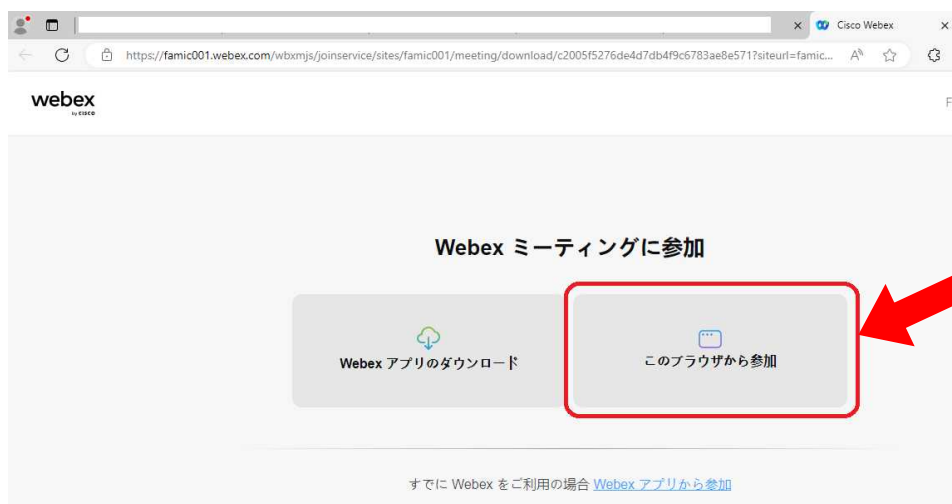 Cisco Webex
https://famic001.webex.com/wbxmjs/joinservice/sites/famic001/meeting/download/c2005f5276de4d7db4f9c6783ae8e571?siteurl=famic...
webex
by CISCO
F
Webex ミーティングに参加
Webex アプリのダウンロード
このブラウザから参加
すでに Webex をご利用の場合 Webex アプリから参加